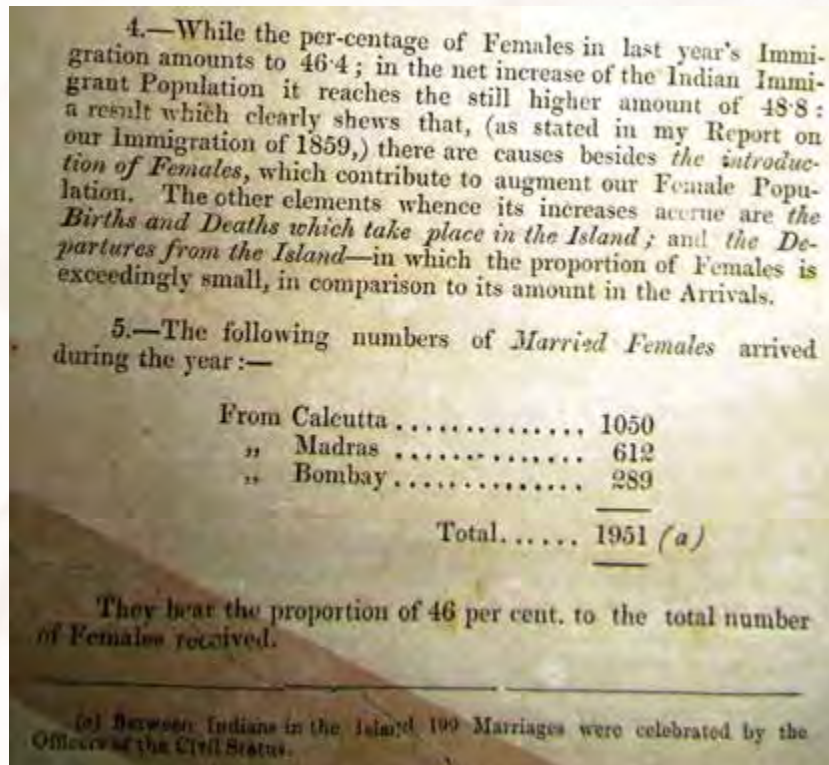 4.—While the per-centage of Females in last year's Immi-
gration amounts to 46·4; in the net increase of the Indian Immi-
grant Population it reaches the still higher amount of 48·8:
a result which clearly shews that, (as stated in my Report on
our Immigration of 1859,) there are causes besides the introduc-
tion of Females, which contribute to augment our Female Popu-
lation. The other elements whence its increases accrue are the
Births and Deaths which take place in the Island; and the De-
partures from the Island—in which the proportion of Females is
exceedingly small, in comparison to its amount in the Arrivals.
5.—The following numbers of Married Females arrived
during the year:—
From Calcutta............... 1050
„ Madras .............. 612
„ Bombay.............. 289
Total...... 1951 (a)
They bear the proportion of 46 per cent. to the total number
of Females received.
(a) Between Indians in the Island 199 Marriages were celebrated by the
Officers of the Civil Status.